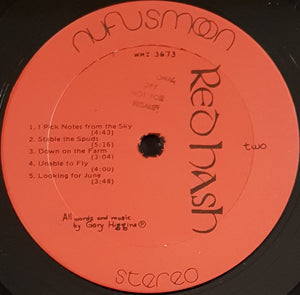 nufusmoon
WMI 3673
NOT FOR
RESALE
RED HASH
two
1. I Pick Notes from the Sky
(4:43)
2. Stable the Spuds
(5:16)
3. Down on the Farm
(3:04)
4. Unable to Fly
(4:00)
5. Looking for June
(3:48)
All words and music
by Gary Higgins ℗
stereo